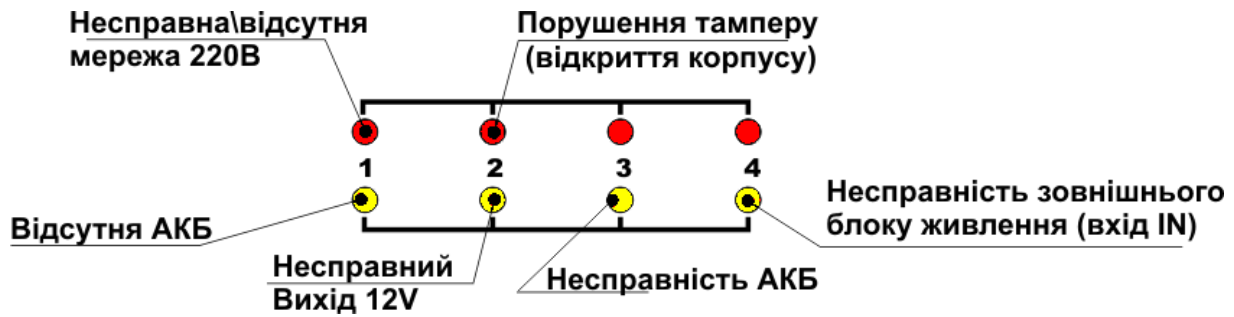 Несправна\відсутня
мережа 220В
Порушення тамперу
(відкриття корпусу)
1 2 3 4
Відсутня АКБ
Несправний
Вихід 12V
Несправність АКБ
Несправність зовнішнього
блоку живлення (вхід IN)